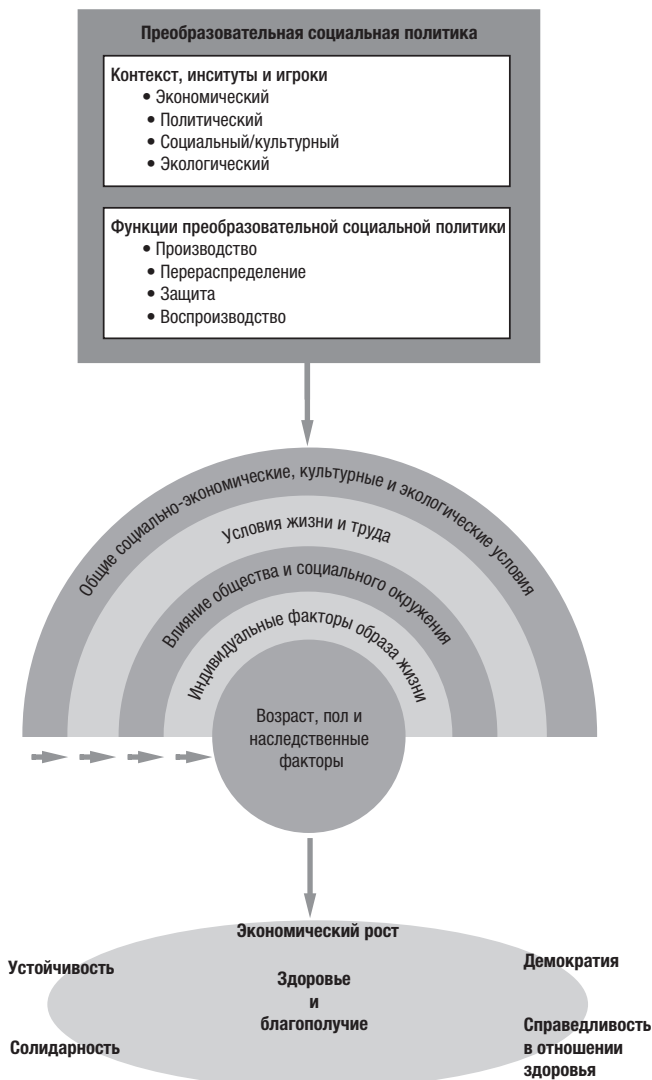 Преобразовательная социальная политика
Контекст, инситуты и игроки
• Экономический
• Политический
• Социальный/культурный
• Экологический
Функции преобразовательной социальной политики
• Производство
• Перераспределение
• Защита
• Воспроизводство
Общие социально-экономические, культурные и экологические условия
Условия жизни и труда
Влияние общества и социального окружения
Индивидуальные факторы образа жизни
Возраст, пол и
наследственные
факторы
Экономический рост
Устойчивость
Демократия
Здоровье
и
благополучие
Солидарность
Справедливость
в отношении
здоровья